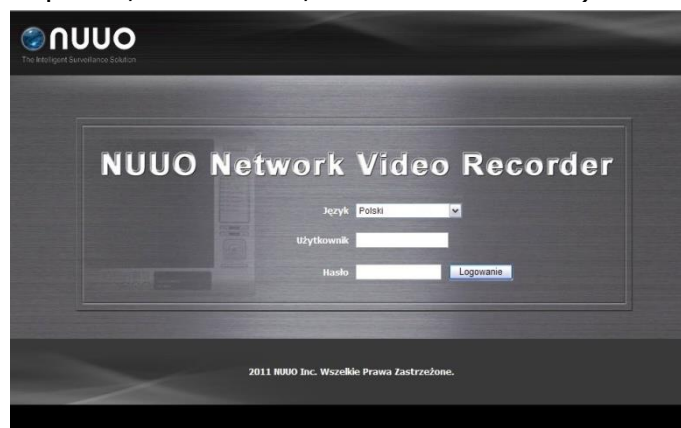 nuuo
The Intelligent Surveillance Solution
NUUO Network Video Recorder
Język Polski
Użytkownik
Hasło Logowanie
2011 NUUO Inc. Wszelkie Prawa Zastrzeżone.